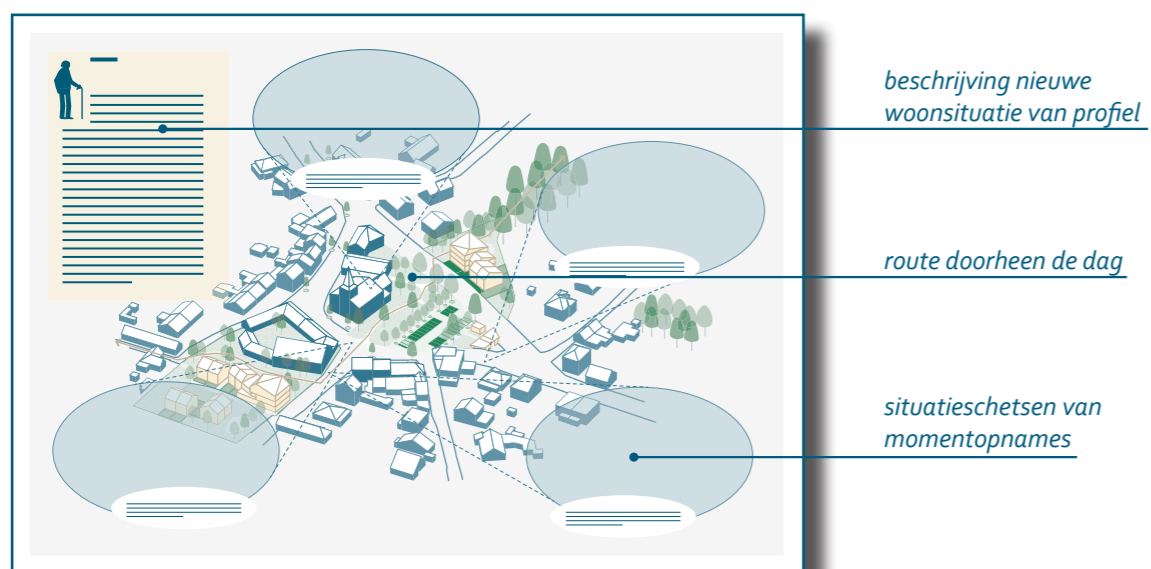 beschrijving nieuwe
woonsituatie van profiel
route doorheen de dag
situatieschetsen van
momentopnames